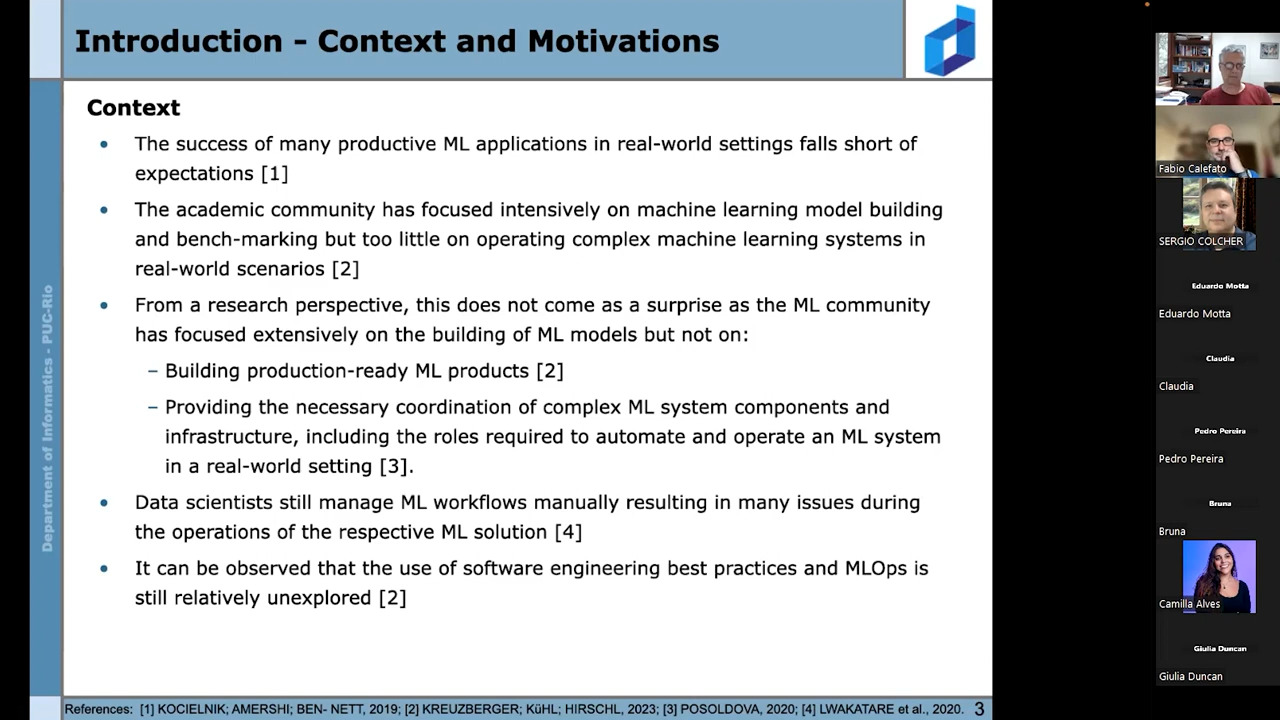 Introduction - Context and Motivations
Context
• The success of many productive ML applications in real-world settings falls short of
expectations [1]
• The academic community has focused intensively on machine learning model building
and bench-marking but too little on operating complex machine learning systems in
real-world scenarios [2]
• From a research perspective, this does not come as a surprise as the ML community
has focused extensively on the building of ML models but not on:
– Building production-ready ML products [2]
– Providing the necessary coordination of complex ML system components and
infrastructure, including the roles required to automate and operate an ML system
in a real-world setting [3].
• Data scientists still manage ML workflows manually resulting in many issues during
the operations of the respective ML solution [4]
• It can be observed that the use of software engineering best practices and MLOps is
still relatively unexplored [2]
Department of Informatics - PUC-Rio
References: [1] KOCIELNIK; AMERSHI; BEN- NETT, 2019; [2] KREUZBERGER; KüHL; HIRSCHL, 2023; [3] POSOLDOVA, 2020; [4] LWAKATARE et al., 2020. 3
Fabio Calefato
SERGIO COLCHER
Eduardo Motta
Eduardo Motta
Claudia
Claudia
Pedro Pereira
Pedro Pereira
Bruna
Bruna
Camilla Alves
Giulia Duncan
Giulia Duncan